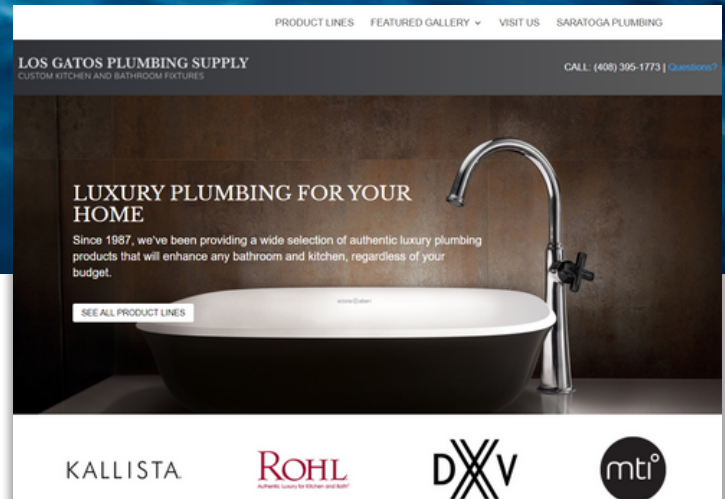 PRODUCT LINES FEATURED GALLERY VISIT US SARATOGA PLUMBING
LOS GATOS PLUMBING SUPPLY
CUSTOM KITCHEN AND BATHROOM FIXTURES
CALL: (408) 395-1773 | Questions?
LUXURY PLUMBING FOR YOUR
HOME
Since 1987, we've been providing a wide selection of authentic luxury plumbing
products that will enhance any bathroom and kitchen, regardless of your
budget.
SEE ALL PRODUCT LINES
KALLISTA ROHL DXV mti
Authentic Luxury for Kitchen and Bath